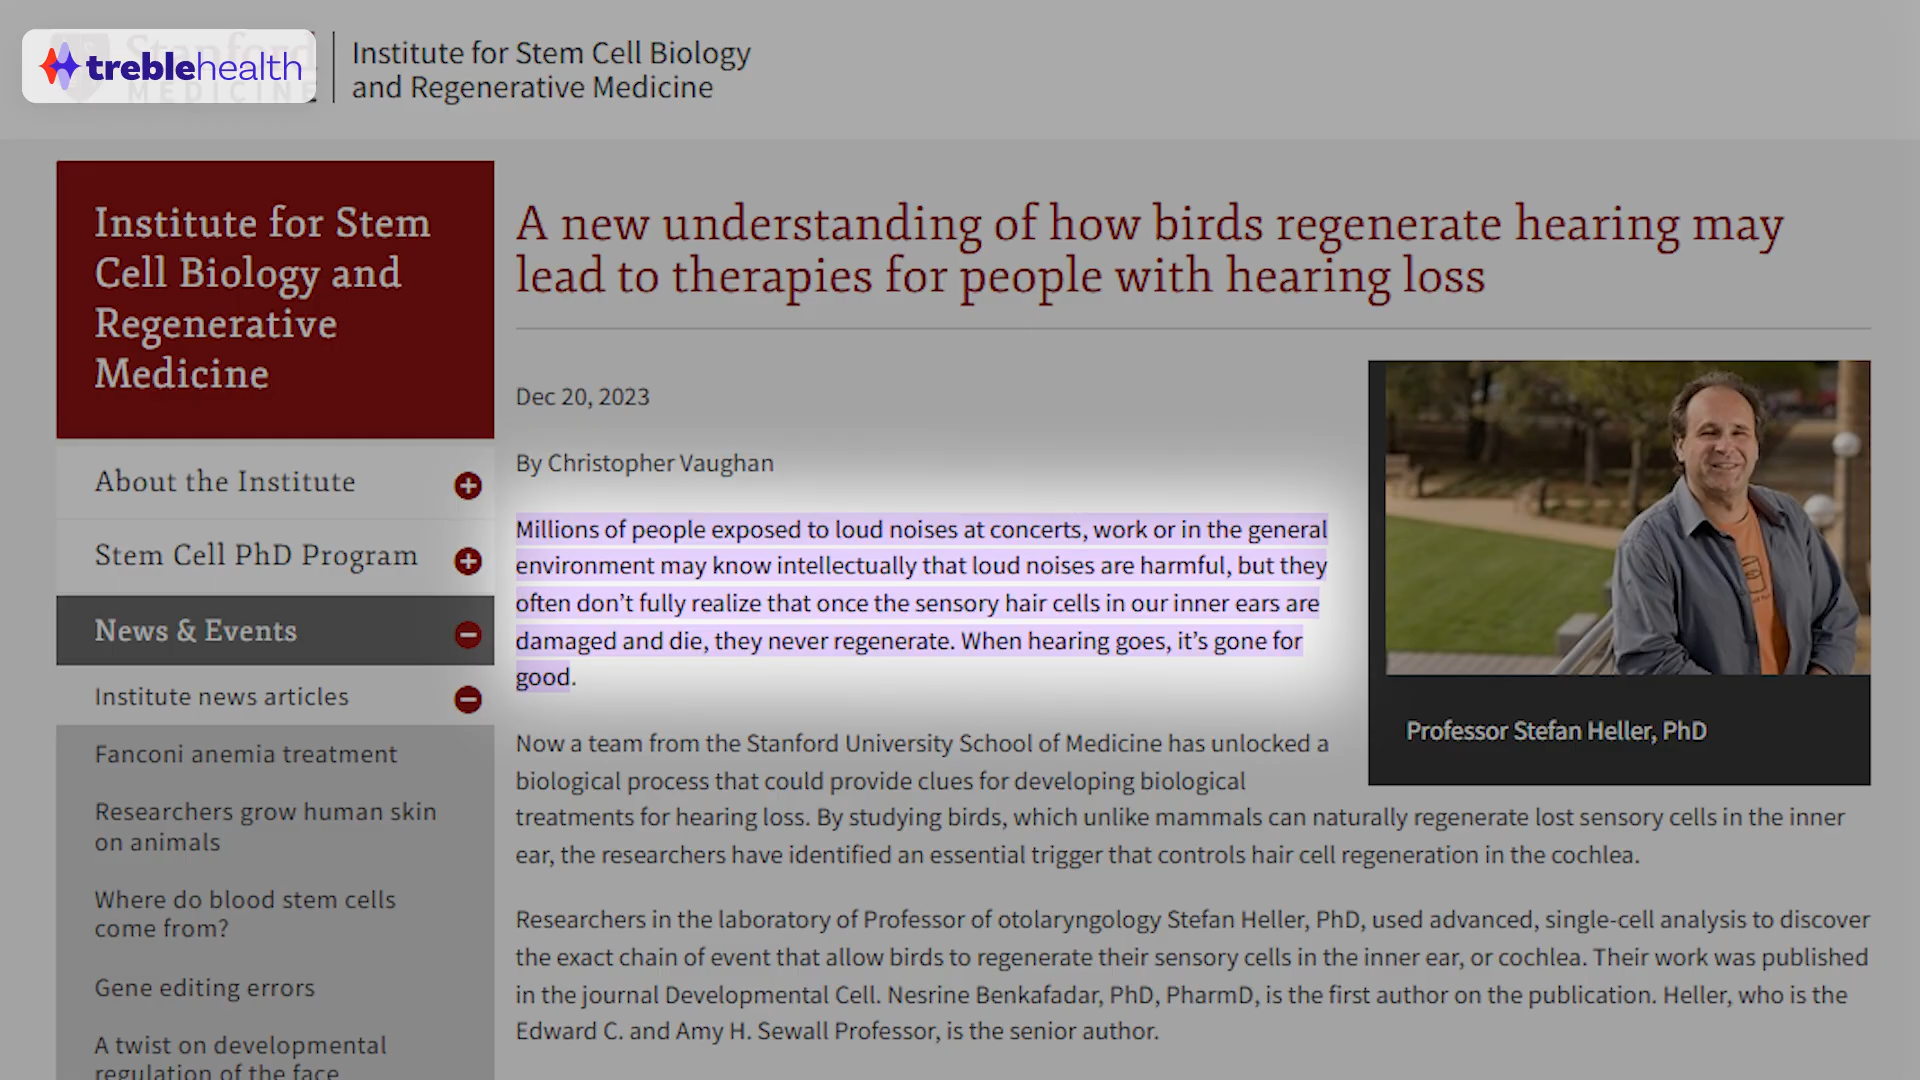 treblehealth
Stanford
MEDICINE
Institute for Stem Cell Biology
and Regenerative Medicine
Institute for Stem
Cell Biology and
Regenerative
Medicine
About the Institute
Stem Cell PhD Program
News & Events
Institute news articles
Fanconi anemia treatment
Researchers grow human skin
on animals
Where do blood stem cells
come from?
Gene editing errors
A twist on developmental
regulation of the face
A new understanding of how birds regenerate hearing may
lead to therapies for people with hearing loss
Dec 20, 2023
By Christopher Vaughan
Millions of people exposed to loud noises at concerts, work or in the general
environment may know intellectually that loud noises are harmful, but they
often don’t fully realize that once the sensory hair cells in our inner ears are
damaged and die, they never regenerate. When hearing goes, it’s gone for
good.
Professor Stefan Heller, PhD
Now a team from the Stanford University School of Medicine has unlocked a
biological process that could provide clues for developing biological
treatments for hearing loss. By studying birds, which unlike mammals can naturally regenerate lost sensory cells in the inner
ear, the researchers have identified an essential trigger that controls hair cell regeneration in the cochlea.
Researchers in the laboratory of Professor of otolaryngology Stefan Heller, PhD, used advanced, single-cell analysis to discover
the exact chain of event that allow birds to regenerate their sensory cells in the inner ear, or cochlea. Their work was published
in the journal Developmental Cell. Nesrine Benkafadar, PhD, PharmD, is the first author on the publication. Heller, who is the
Edward C. and Amy H. Sewall Professor, is the senior author.